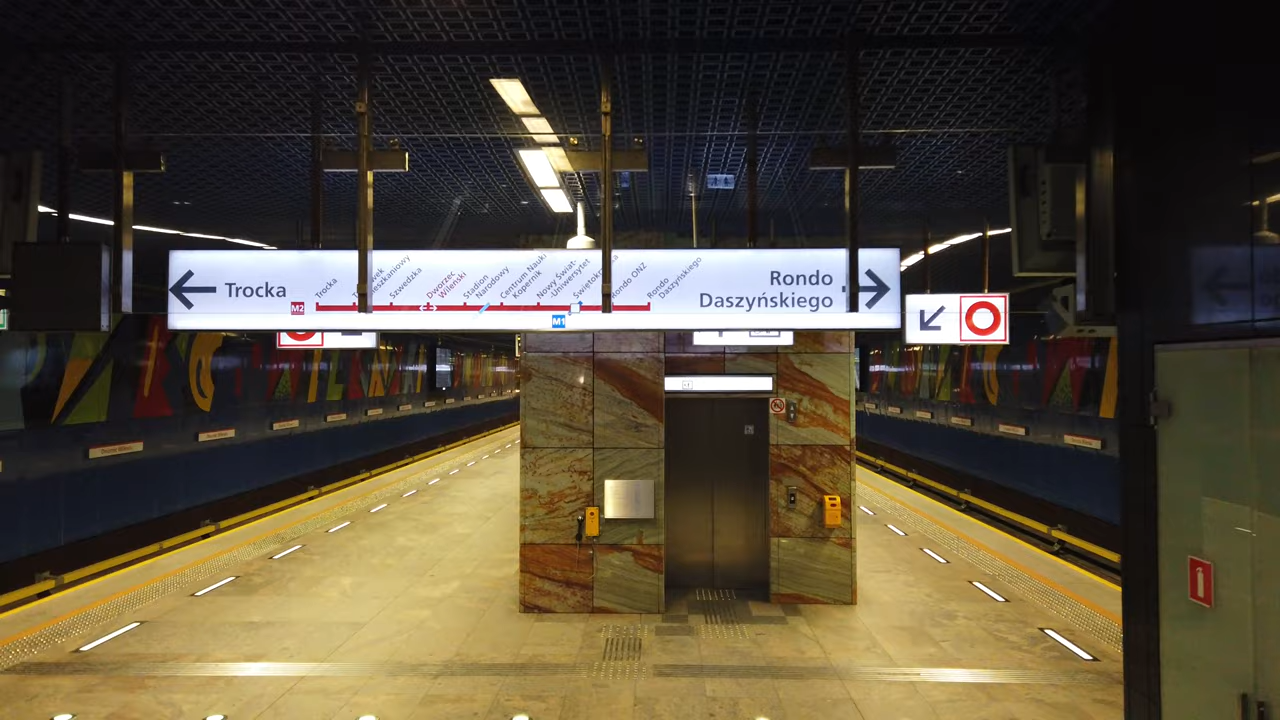 Trocka
M2
Trocka
Szwedzka
Dworzec
Wileński
Stadion
Narodowy
Centrum Nauki
Kopernik
Nowy Świat-
-Uniwersytet
M1
Rondo ONZ
Rondo
Daszyńskiego
Rondo
Daszyńskiego